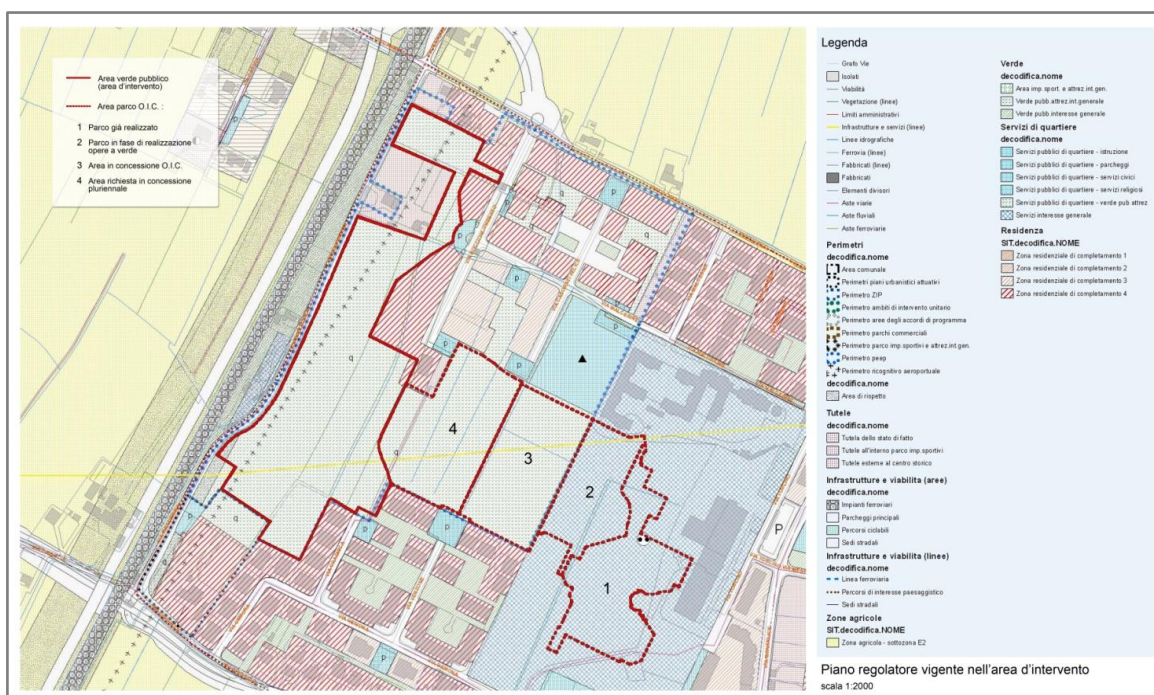 Area verde pubblico
(area d'intervento)
Area parco O.I.C. :
1 Parco già realizzato
2 Parco in fase di realizzazione
opere a verde
3 Area in concessione O.I.C.
4 Area richiesta in concessione
pluriennale
q
p
q
q
p
p
p
p
q
4
3
q
2
1
P
p
p
q
p
Legenda
Grafo Vie
Isolati
Viabilità
Vegetazione (linee)
Limiti amministrativi
Infrastrutture e servizi (linee)
Linee idrografiche
Ferrovia (linee)
Fabbricati (linee)
Fabbricati
Elementi divisori
Aste viarie
Aste fluviali
Aste ferroviarie
Perimetri
decodifica.nome
Area comunale
Perimetri piani urbanistici attuativi
Perimetro ZIP
Perimetro ambiti di intervento unitario
Perimetro aree degli accordi di programma
Perimetro parchi commerciali
Perimetro parco imp.sportivi e attrez.int.gen.
Perimetro peep
Perimetro ricognitivo aeroportuale
decodifica.nome
Area di rispetto
Tutele
decodifica.nome
Tutela dello stato di fatto
Tutela all'interno parco imp.sportivi
Tutele esterne al centro storico
Infrastrutture e viabilita (aree)
decodifica.nome
Impianti ferroviari
Parcheggi principali
Percorsi ciclabili
Sedi stradali
Infrastrutture e viabilita (linee)
decodifica.nome
Linea ferroviaria
Percorsi di interesse paesaggistico
Sedi stradali
Zone agricole
SIT.decodifica.NOME
Zona agricola - sottozona E2
Verde
decodifica.nome
Area imp. sport. e attrez.int.gen.
Verde pubb attrez.int.generale
Verde pubb.interesse generale
Servizi di quartiere
decodifica.nome
Servizi pubblici di quartiere - istruzione
Servizi pubblici di quartiere - parcheggi
Servizi pubblici di quartiere - servizi civici
Servizi pubblici di quartiere - servizi religiosi
Servizi pubblici di quartiere - verde pub attrez
Servizi interesse generale
Residenza
SIT.decodifica.NOME
Zona residenziale di completamento 1
Zona residenziale di completamento 2
Zona residenziale di completamento 3
Zona residenziale di completamento 4
Piano regolatore vigente nell'area d'intervento
scala 1:2000